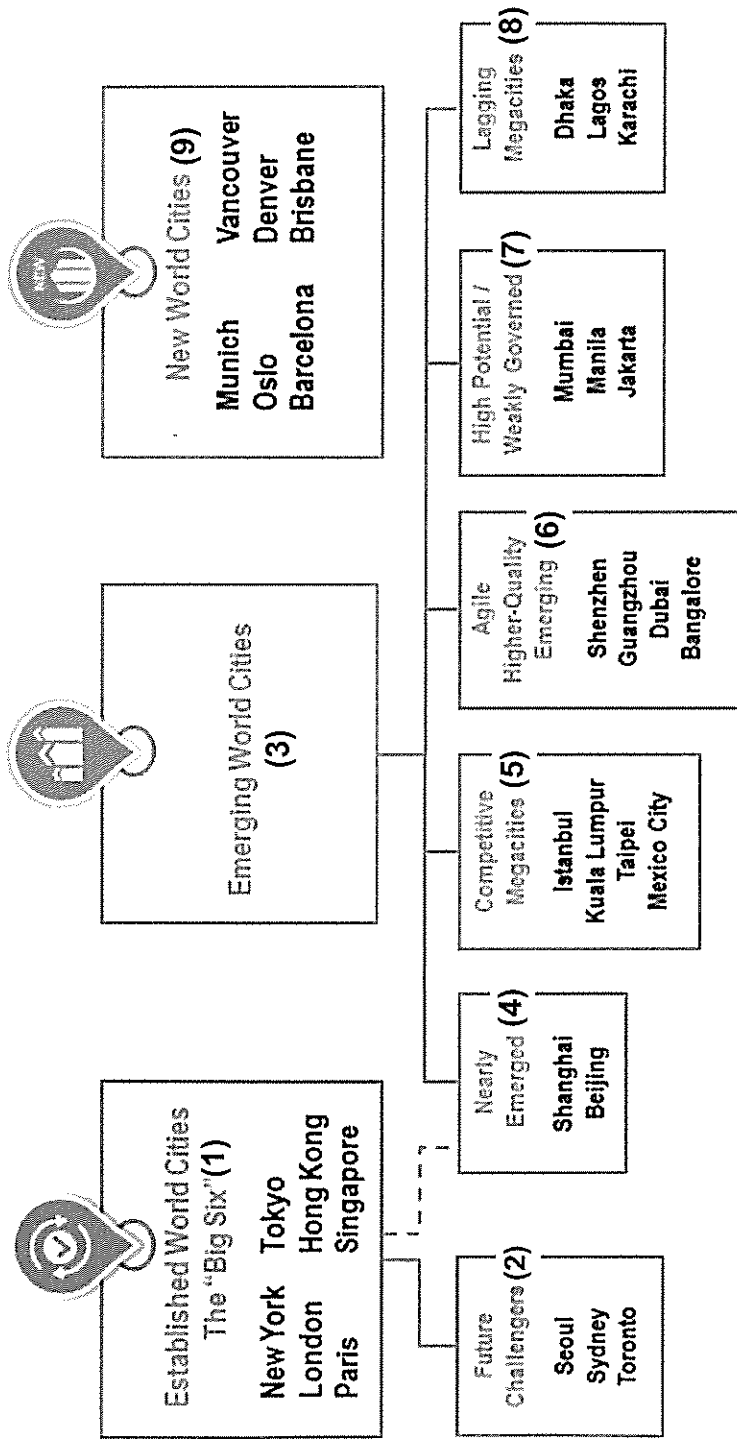 Established World Cities
The "Big Six"(1)
New York Tokyo
London Hong Kong
Paris Singapore
Emerging World Cities
(3)
New World Cities (9)
Munich Vancouver
Oslo Denver
Barcelona Brisbane
Future
Challengers (2)
Seoul
Sydney
Toronto
Nearly
Emerged (4)
Shanghai
Beijing
Competitive
Megacities (5)
Istanbul
Kuala Lumpur
Taipei
Mexico City
Agile
Higher-Quality
Emerging (6)
Shenzhen
Guangzhou
Dubai
Bangalore
High Potential /
Weakly Governed (7)
Mumbai
Manila
Jakarta
Lagging
Megacities (8)
Dhaka
Lagos
Karachi